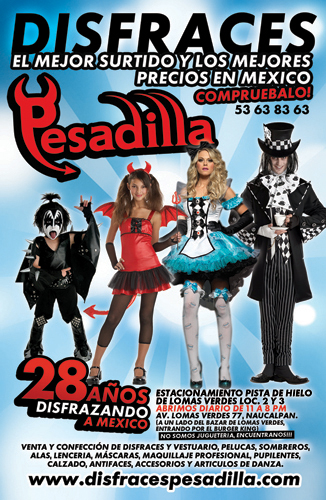 DISFRACES
EL MEJOR SURTIDO Y LOS MEJORES
PRECIOS EN MEXICO
COMPRUEBALO!
53 63 83 63
Pesadilla
28 AÑOS
DISFRAZANDO
A MEXICO
ESTACIONAMIENTO PISTA DE HIELO
DE LOMAS VERDES LOC. 2 Y 3
ABRIMOS DIARIO DE 11 A 8 PM
AV. LOMAS VERDES 77, NAUCALPAN.
(A UN LADO DEL BAZAR DE LOMAS VERDES,
ENTRANDO POR EL BURGER KING)
NO SOMOS JUGUETERIA, ENCUENTRANOS!!!
VENTA Y CONFECCIÓN DE DISFRACES Y VESTUARIO, PELUCAS, SOMBREROS,
ALAS, LENCERIA, MÁSCARAS, MAQUILLAJE PROFESIONAL, PUPILENTES,
CALZADO, ANTIFACES, ACCESORIOS Y ARTICULOS DE DANZA.
www.disfracespesadilla.com